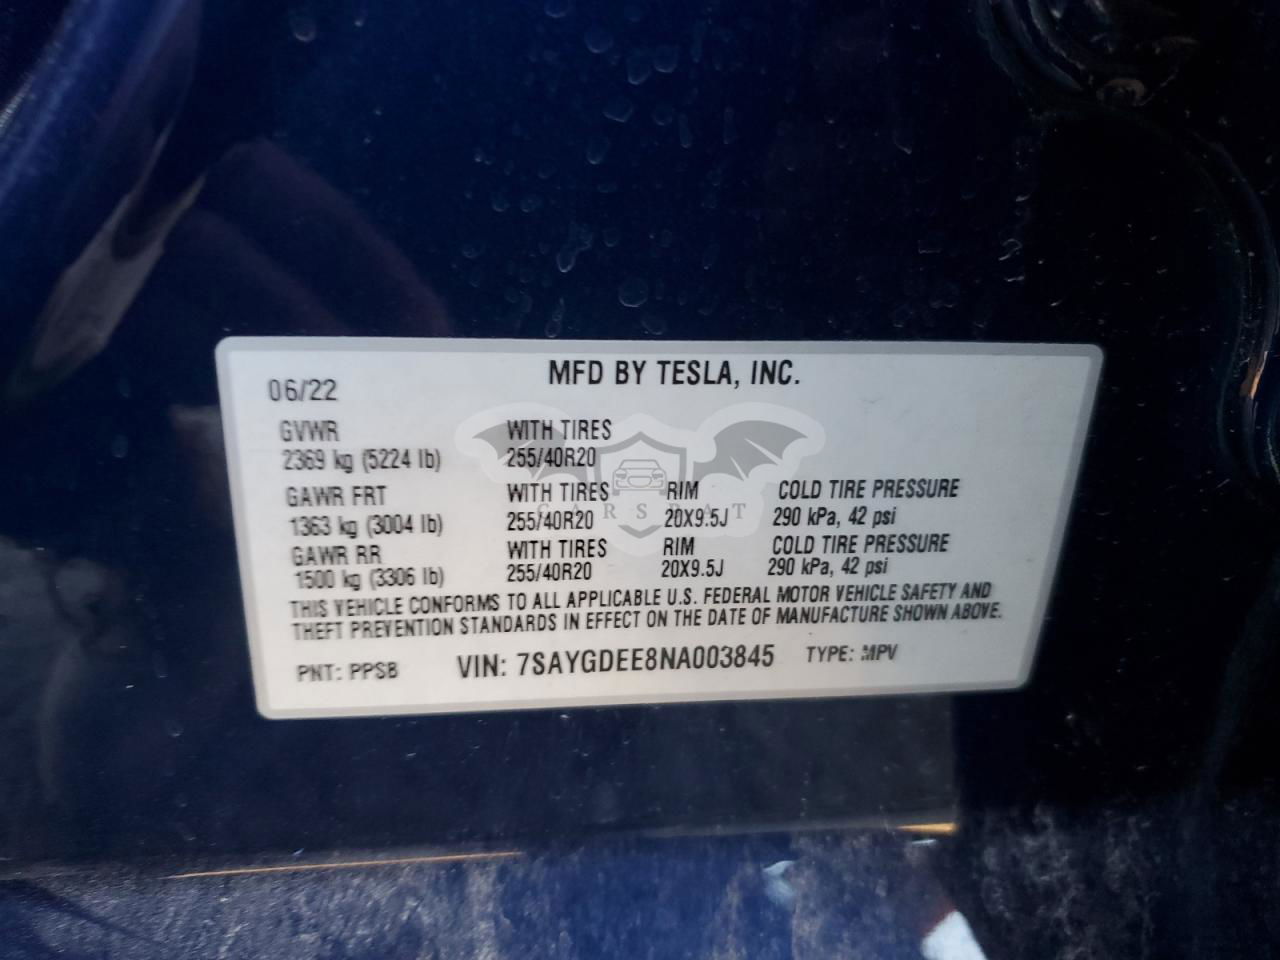 MFD BY TESLA, INC.
06/22
GVWR WITH TIRES
2369 kg (5224 lb) 255/40R20
GAWR FRT WITH TIRES RIM COLD TIRE PRESSURE
1363 kg (3004 lb) 255/40R20 20X9.5J 290 kPa, 42 psi
GAWR RR WITH TIRES RIM COLD TIRE PRESSURE
1500 kg (3306 lb) 255/40R20 20X9.5J 290 kPa, 42 psi
THIS VEHICLE CONFORMS TO ALL APPLICABLE U.S. FEDERAL MOTOR VEHICLE SAFETY AND
THEFT PREVENTION STANDARDS IN EFFECT ON THE DATE OF MANUFACTURE SHOWN ABOVE.
PNT: PPSB VIN: 7SAYGDEE8NA003845 TYPE: MPV
CARSBAT